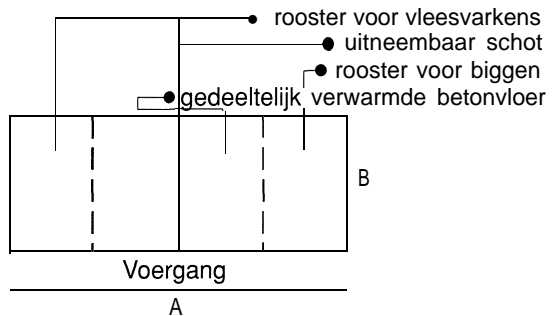 rooster voor vleesvarkens
uitneembaar schot
rooster voor biggen
gedeeltelijk verwarmde betonvloer
B
Voergang
A